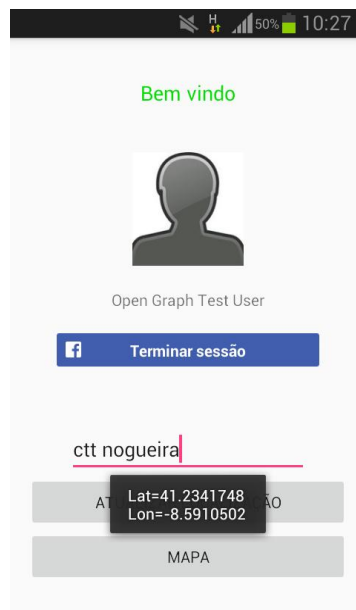 H
50% 10:27
Bem vindo
Open Graph Test User
f Terminar sessão
ctt nogueira
Lat=41.2341748
Lon=-8.5910502
MAPA